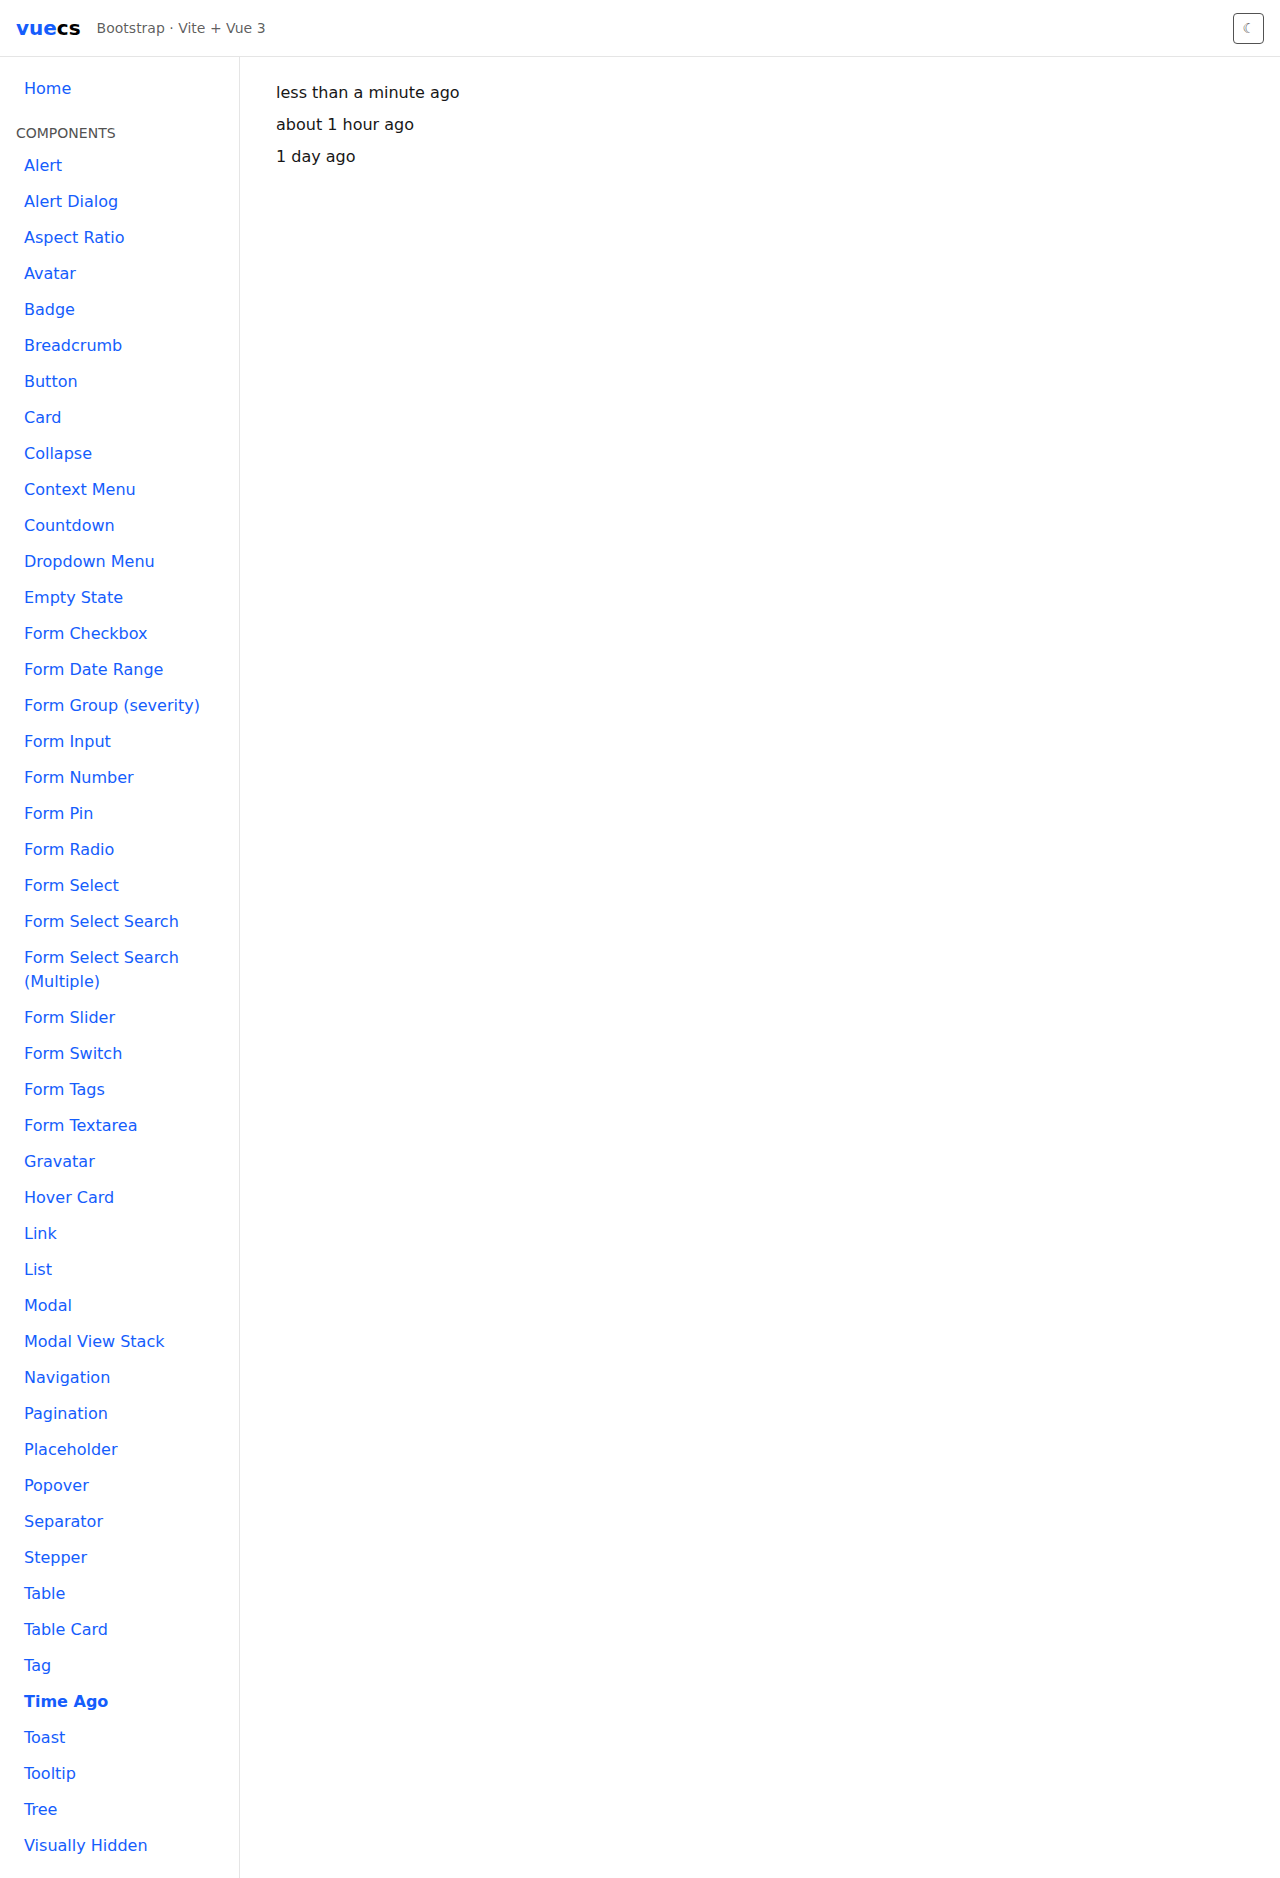 vuecs Bootstrap · Vite + Vue 3 ☾
Home
COMPONENTS
Alert
Alert Dialog
Aspect Ratio
Avatar
Badge
Breadcrumb
Button
Card
Collapse
Context Menu
Countdown
Dropdown Menu
Empty State
Form Checkbox
Form Date Range
Form Group (severity)
Form Input
Form Number
Form Pin
Form Radio
Form Select
Form Select Search
Form Select Search
(Multiple)
Form Slider
Form Switch
Form Tags
Form Textarea
Gravatar
Hover Card
Link
List
Modal
Modal View Stack
Navigation
Pagination
Placeholder
Popover
Separator
Stepper
Table
Table Card
Tag
Time Ago
Toast
Tooltip
Tree
Visually Hidden
less than a minute ago
about 1 hour ago
1 day ago